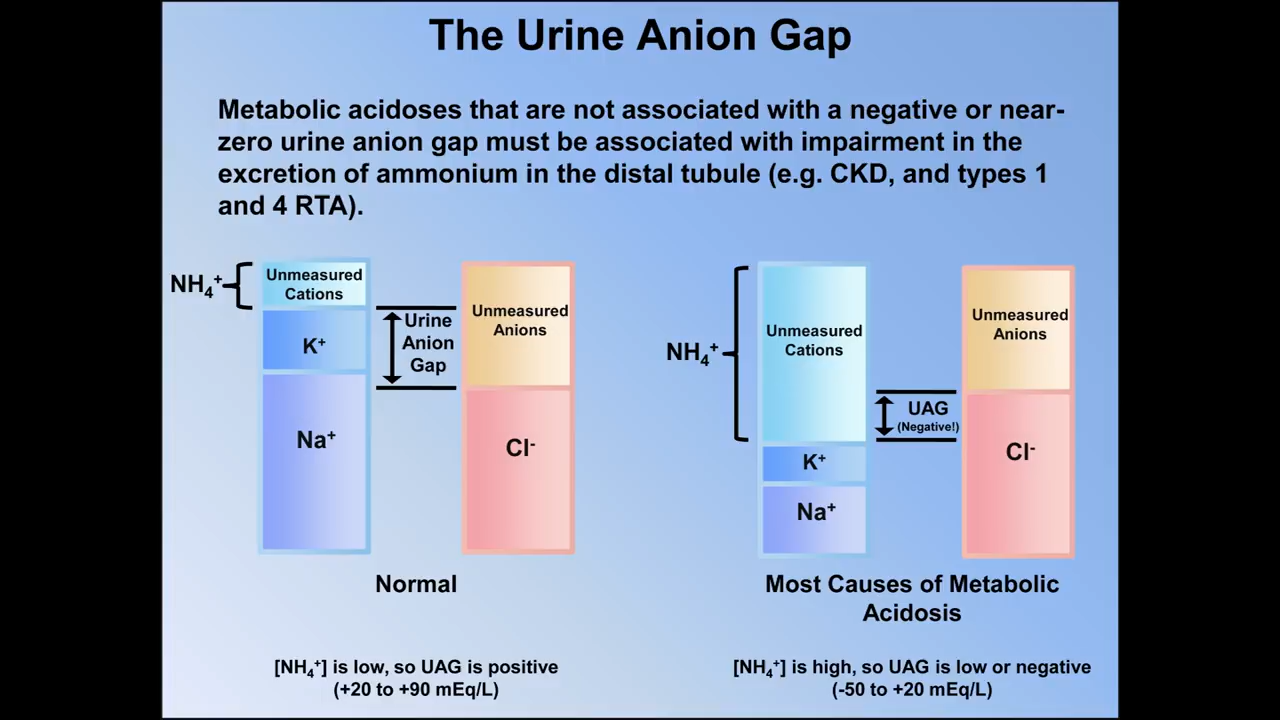 The Urine Anion Gap
Metabolic acidoses that are not associated with a negative or near-
zero urine anion gap must be associated with impairment in the
excretion of ammonium in the distal tubule (e.g. CKD, and types 1
and 4 RTA).
NH₄⁺
Unmeasured
Cations
K⁺
Na⁺
Urine
Anion
Gap
Unmeasured
Anions
Cl⁻
Normal
[NH₄⁺] is low, so UAG is positive
(+20 to +90 mEq/L)
NH₄⁺
Unmeasured
Cations
K⁺
Na⁺
UAG
(Negative!)
Unmeasured
Anions
Cl⁻
Most Causes of Metabolic
Acidosis
[NH₄⁺] is high, so UAG is low or negative
(-50 to +20 mEq/L)